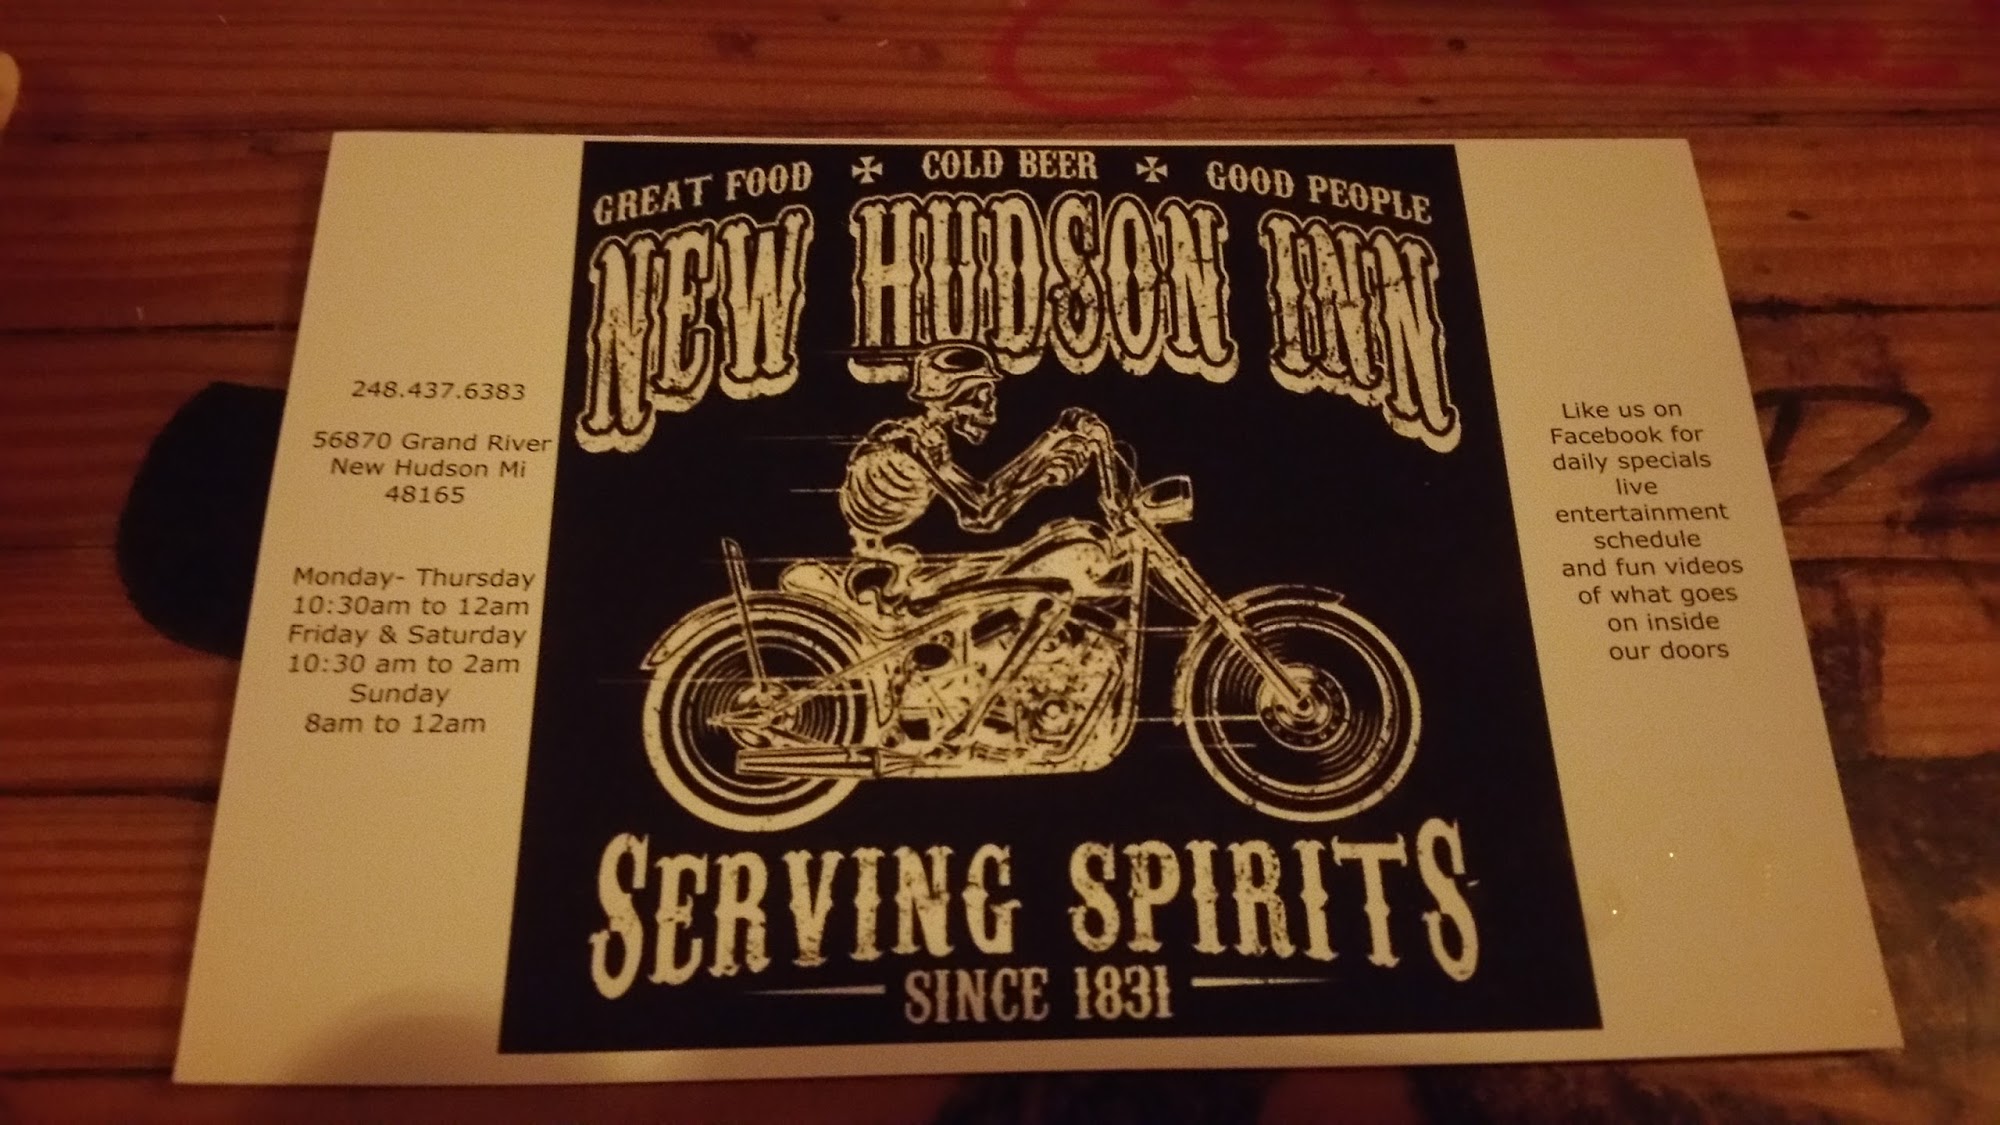 Get
GREAT FOOD ✠ COLD BEER ✠ GOOD PEOPLE
NEW HUDSON INN
248.437.6383
56870 Grand River
New Hudson Mi
48165
Monday- Thursday
10:30am to 12am
Friday & Saturday
10:30 am to 2am
Sunday
8am to 12am
Like us on
Facebook for
daily specials
live
entertainment
schedule
and fun videos
of what goes
on inside
our doors
SERVING SPIRITS
SINCE 1831